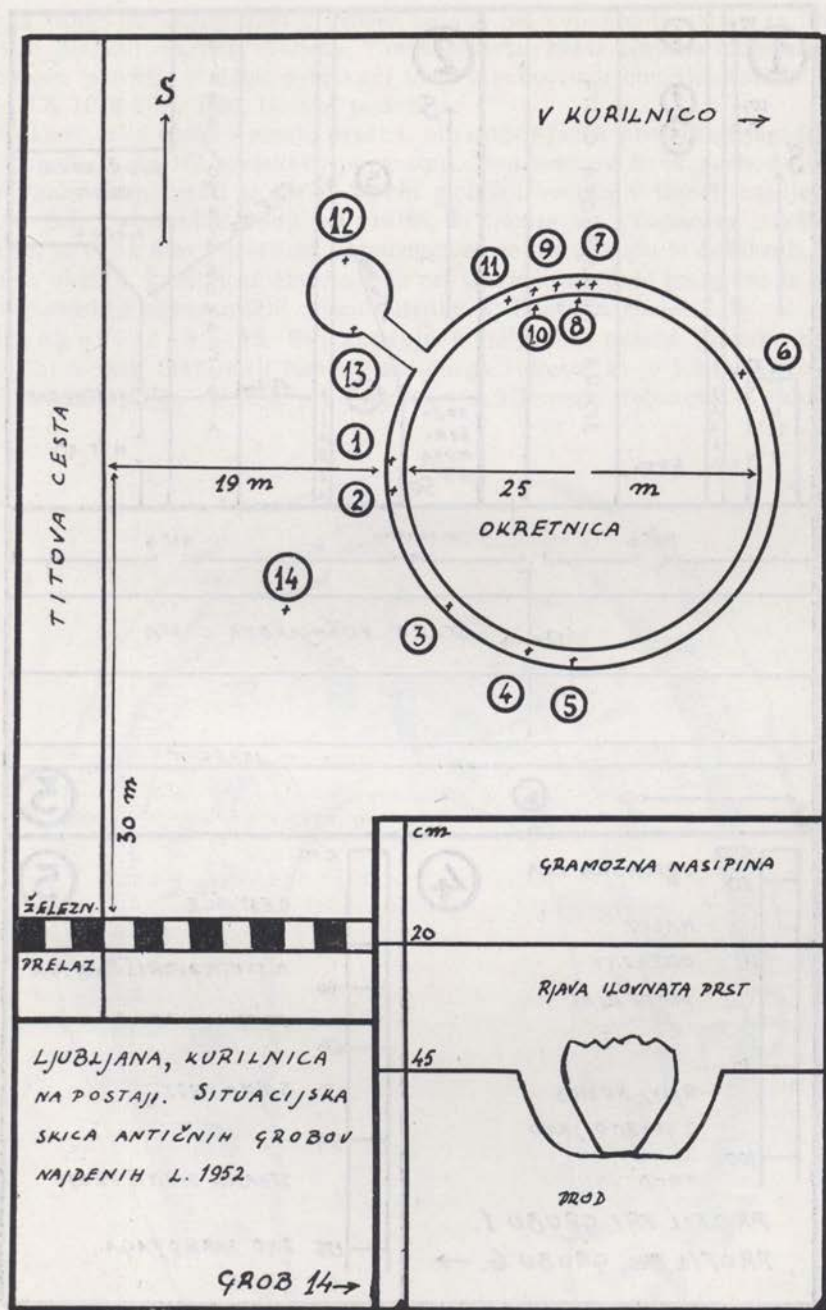 Š
V KURILNICO →
12
11
9
7
10
8
6
13
1
2
19 m
25 m
OKRETNICA
TITOVA CESTA
14
3
4
5
30 m
ŽELEZN.
PRELAZ
LJUBLJANA, KURILNICA
NA POSTAJI. SITUACIJSKA
SKICA ANTIČNIH GROBOV
NAJDENIH L. 1952
GROB 14→
cm
GRAMOZNA NASIPINA
20
RJAVA ILOVNATA PRST
45
PROD